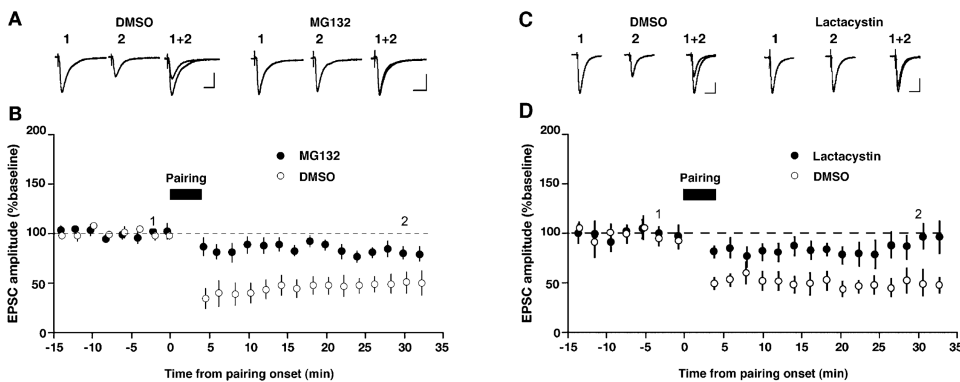 A
DMSO
MG132
1 2 1+2 1 2 1+2
B
EPSC amplitude (%baseline)
200
150
100
50
0
MG132
DMSO
Pairing
1
2
-15 -10 -5 0 5 10 15 20 25 30 35
Time from pairing onset (min)
C
DMSO
Lactacystin
1 2 1+2 1 2 1+2
D
EPSC amplitude (%baseline)
200
150
100
50
0
Lactacystin
DMSO
Pairing
1
2
-15 -10 -5 0 5 10 15 20 25 30 35
Time from pairing onset (min)